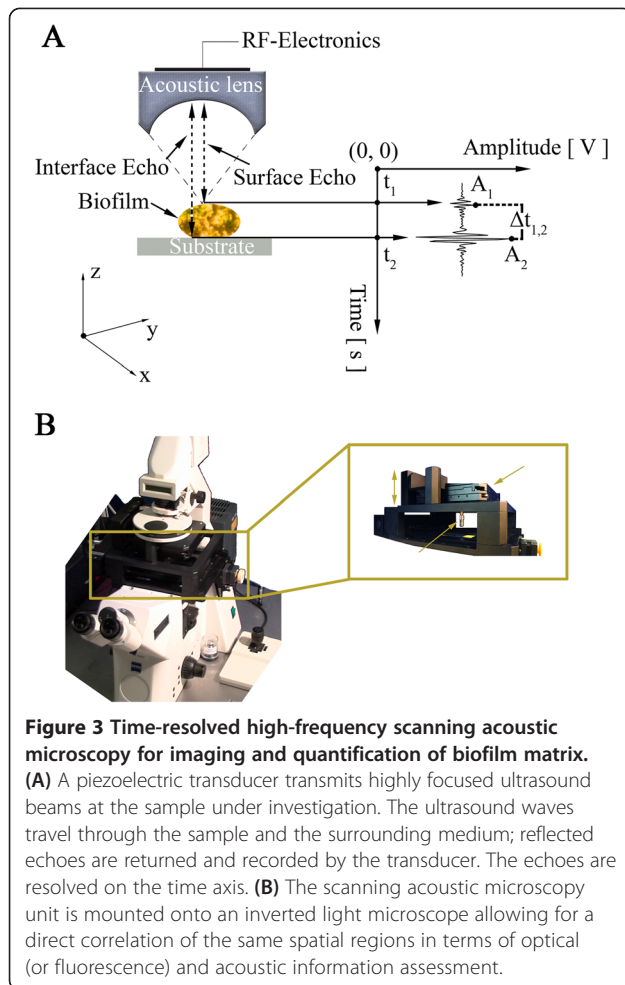 A
RF-Electronics
Acoustic lens
(0, 0)
Amplitude [ V ]
Interface Echo
Surface Echo
t1
A1
Biofilm
Δt1,2
Substrate
t2
A2
Time [ s ]
z
y
x
B
Figure 3 Time-resolved high-frequency scanning acoustic
microscopy for imaging and quantification of biofilm matrix.
(A) A piezoelectric transducer transmits highly focused ultrasound
beams at the sample under investigation. The ultrasound waves
travel through the sample and the surrounding medium; reflected
echoes are returned and recorded by the transducer. The echoes are
resolved on the time axis. (B) The scanning acoustic microscopy
unit is mounted onto an inverted light microscope allowing for a
direct correlation of the same spatial regions in terms of optical
(or fluorescence) and acoustic information assessment.